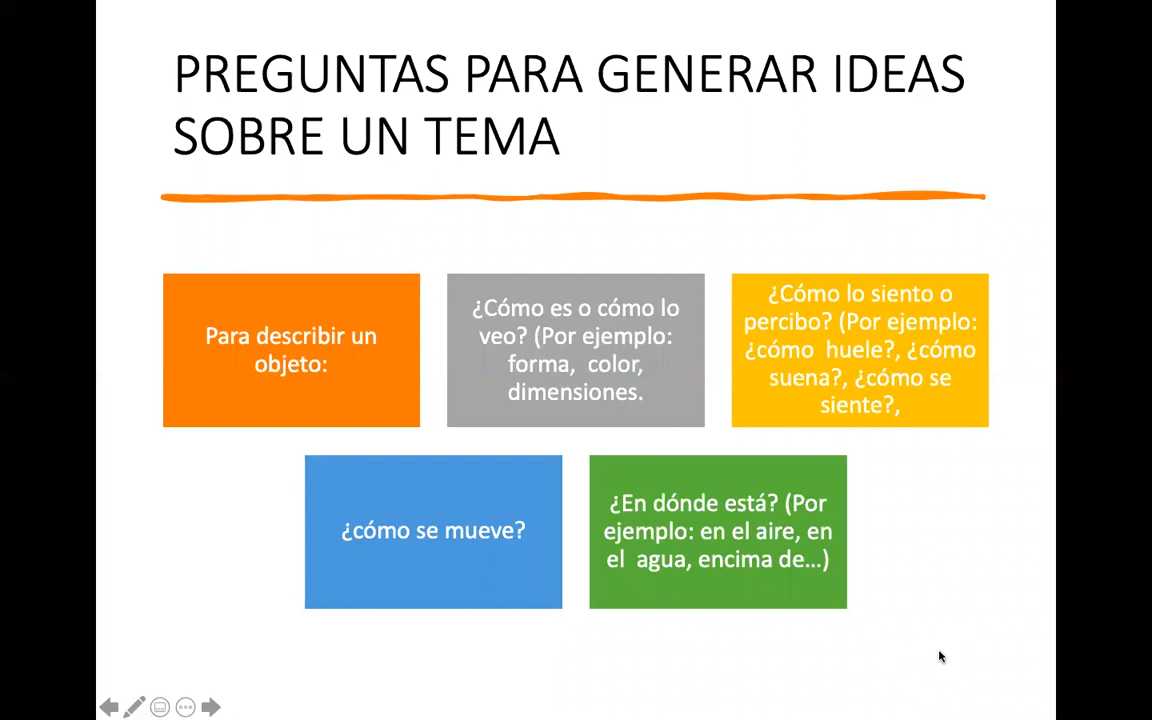 PREGUNTAS PARA GENERAR IDEAS
SOBRE UN TEMA
Para describir un
objeto:
¿Cómo es o cómo lo
veo? (Por ejemplo:
forma, color,
dimensiones.
¿Cómo lo siento o
percibo? (Por ejemplo:
¿cómo huele?, ¿cómo
suena?, ¿cómo se
siente?,
¿cómo se mueve?
¿En dónde está? (Por
ejemplo: en el aire, en
el agua, encima de...)